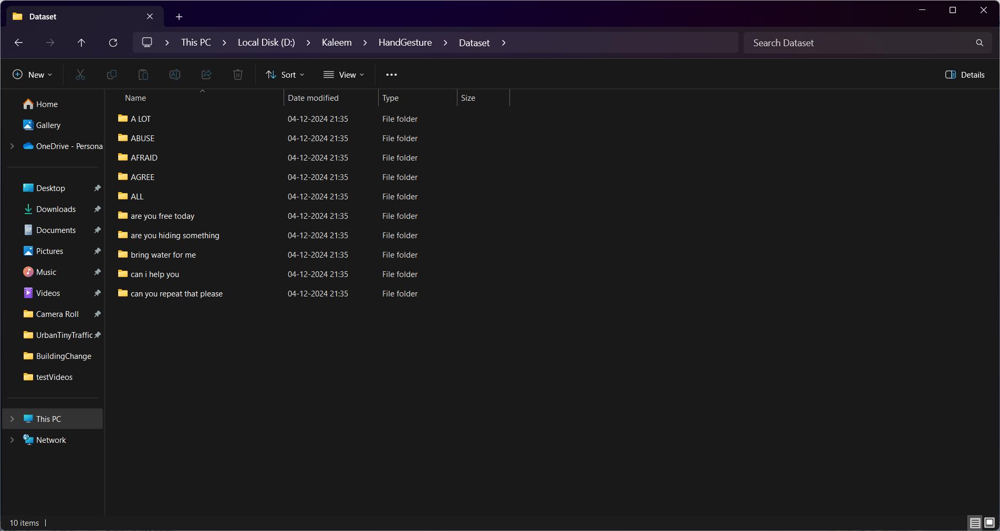 Dataset
This PC
Local Disk (D:)
Kaleem
HandGesture
Dataset
Search Dataset
New
Sort
View
Details
Home
Gallery
OneDrive - Persona
Desktop
Downloads
Documents
Pictures
Music
Videos
Camera Roll
UrbanTinyTraffic
BuildingChange
testVideos
This PC
Network
Name Date modified Type Size
A LOT 04-12-2024 21:35 File folder
ABUSE 04-12-2024 21:35 File folder
AFRAID 04-12-2024 21:35 File folder
AGREE 04-12-2024 21:35 File folder
ALL 04-12-2024 21:35 File folder
are you free today 04-12-2024 21:35 File folder
are you hiding something 04-12-2024 21:35 File folder
bring water for me 04-12-2024 21:35 File folder
can i help you 04-12-2024 21:35 File folder
can you repeat that please 04-12-2024 21:35 File folder
10 items